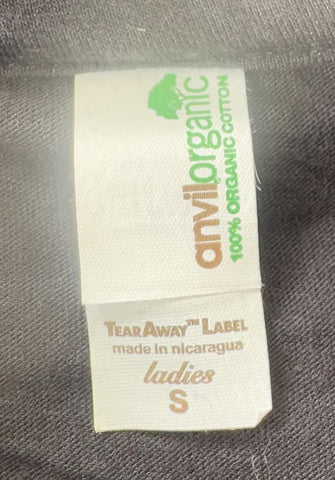 anvilorganic
100% ORGANIC COTTON
TEARAWAY™ LABEL
made in nicaragua
ladies
S